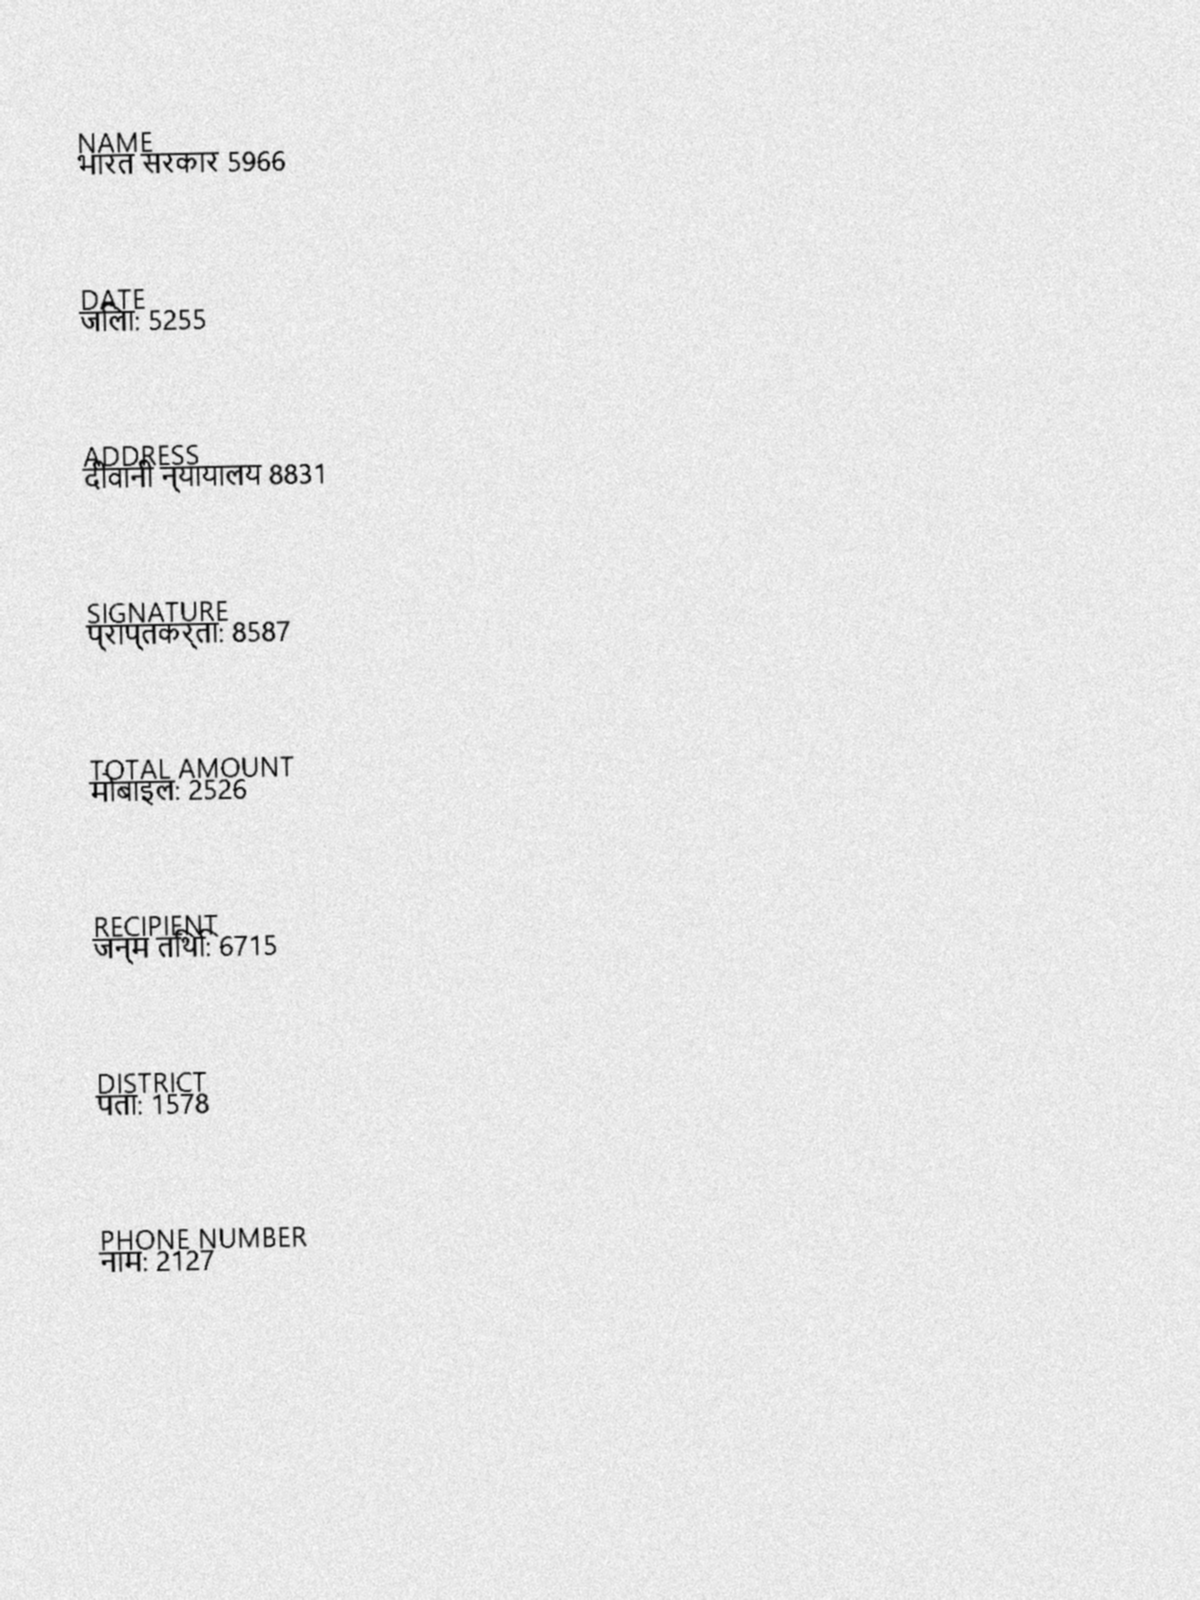 NAME
भारत सरकार 5966
DATE
जिला: 5255
ADDRESS
दीवानी न्यायालय 8831
SIGNATURE
प्राप्तकर्ता: 8587
TOTAL AMOUNT
मोबाइल: 2526
RECIPIENT
जन्म तिथि: 6715
DISTRICT
पता: 1578
PHONE NUMBER
नाम: 2127